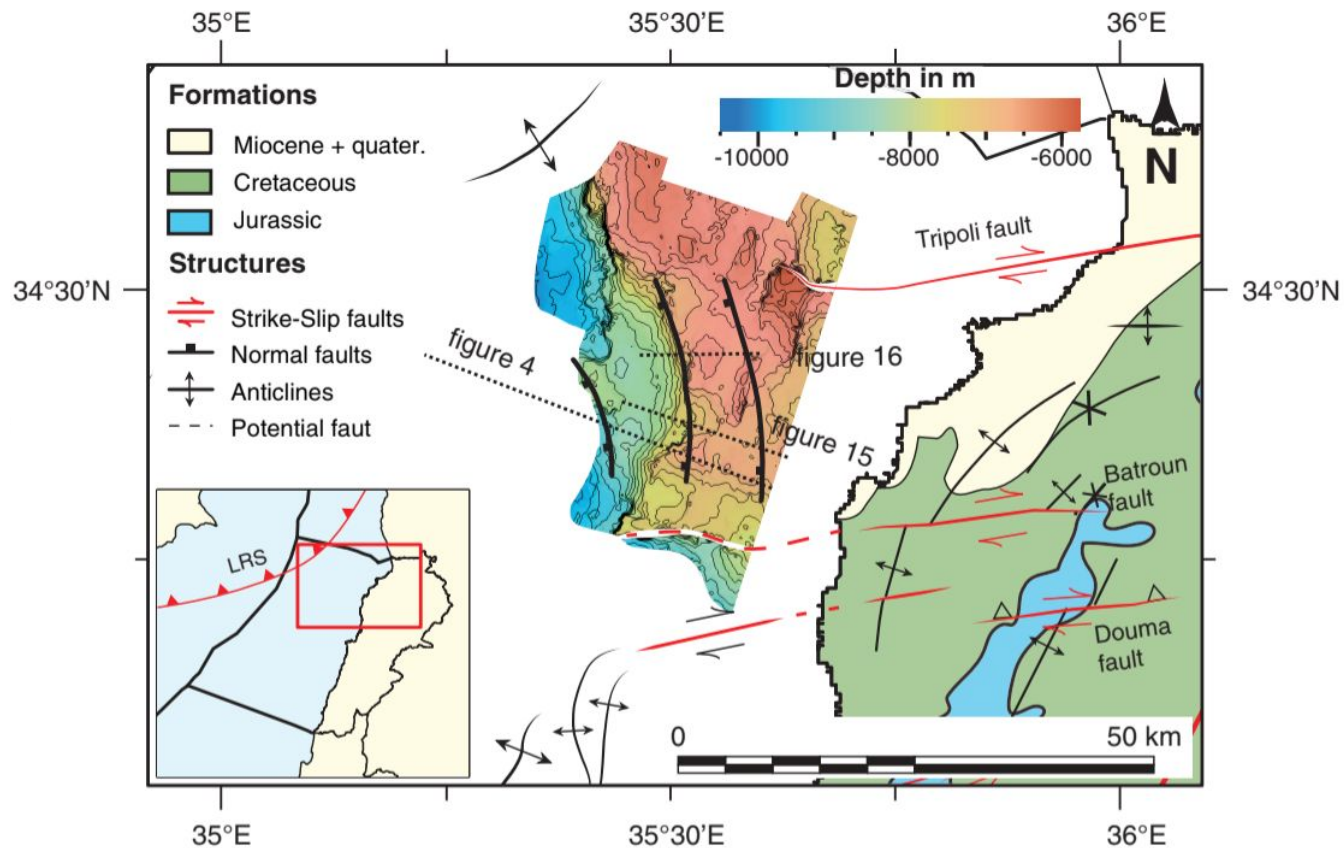 35°E
35°30’E
36°E
Formations
Miocene + quater.
Cretaceous
Jurassic
Structures
Strike-Slip faults
Normal faults
Anticlines
Potential faut
Depth in m
-10000
-8000
-6000
N
34°30’N
34°30’N
Tripoli fault
figure 4
figure 16
figure 15
Batroun
fault
Douma
fault
LRS
0
50 km
35°E
35°30’E
36°E